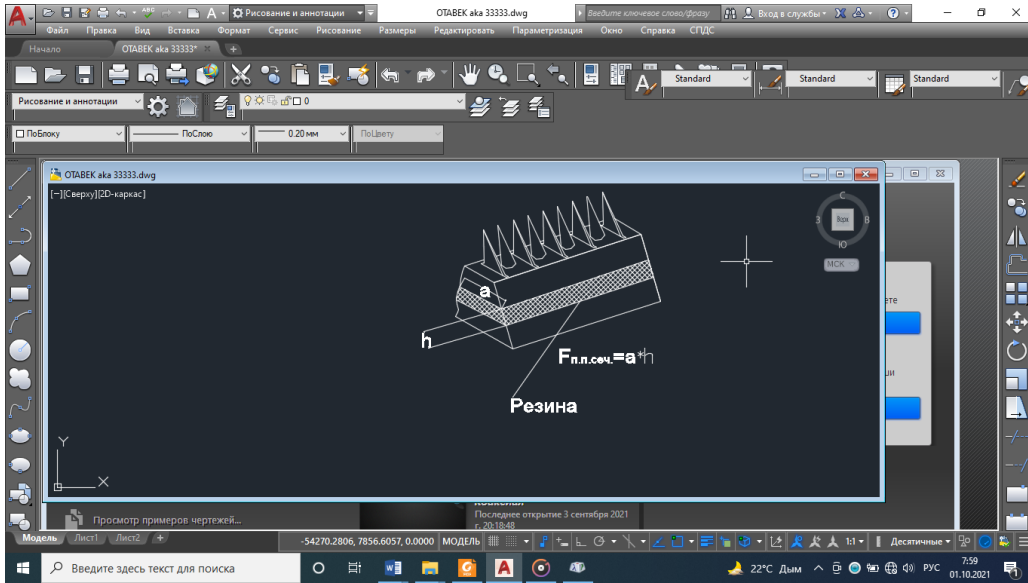 Рисование и аннотации
OTABEK aka 33333.dwg
Введите ключевое слово/фразу
Вход в службы
Файл Правка Вид Вставка Формат Сервис Рисование Размеры Редактировать Параметризация Окно Справка СПДС
Начало
OTABEK aka 33333*
Standard
Standard
Standard
Рисование и аннотации
0
ПоБлоку
ПоСлою
0.20 мм
ПоЦвету
OTABEK aka 33333.dwg
[−][Сверху][2D-каркас]
С
З
Верх
В
Ю
МСК
a
h
Fп.п.сеч.=a*h
Резина
Y
X
Просмотр примеров чертежей...
Последнее открытие 3 сентября 2021
г. 20:18:48
Модель Лист1 Лист2 +
-54270.2806, 7856.6057, 0.0000 МОДЕЛЬ
1:1
Десятичные
Введите здесь текст для поиска
22°C Дым
РУС
7:59
01.10.2021